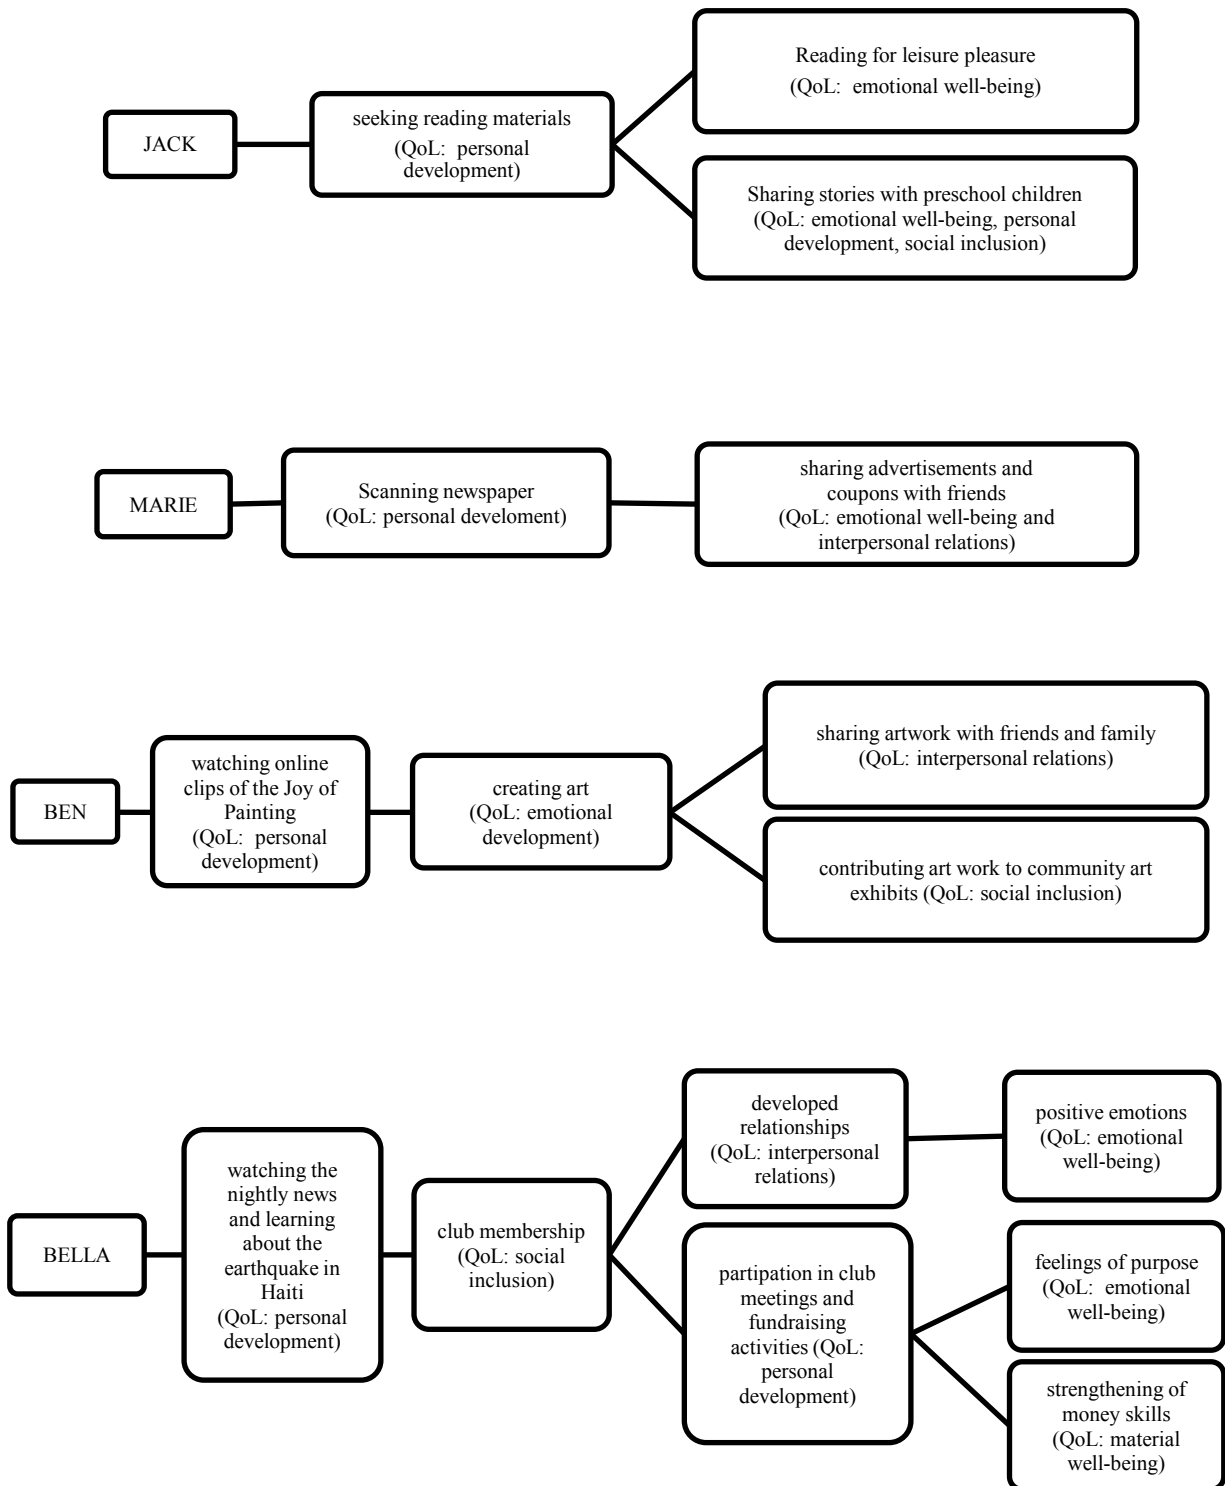 JACK
seeking reading materials
(QoL: personal
development)
Reading for leisure pleasure
(QoL: emotional well-being)
Sharing stories with preschool children
(QoL: emotional well-being, personal
development, social inclusion)
MARIE
Scanning newspaper
(QoL: personal develoment)
sharing advertisements and
coupons with friends
(QoL: emotional well-being and
interpersonal relations)
BEN
watching online
clips of the Joy of
Painting
(QoL: personal
development)
creating art
(QoL: emotional
development)
sharing artwork with friends and family
(QoL: interpersonal relations)
contributing art work to community art
exhibits (QoL: social inclusion)
BELLA
watching the
nightly news
and learning
about the
earthquake in
Haiti
(QoL: personal
development)
club membership
(QoL: social
inclusion)
developed
relationships
(QoL: interpersonal
relations)
positive emotions
(QoL: emotional
well-being)
partipation in club
meetings and
fundraising
activities (QoL:
personal
development)
feelings of purpose
(QoL: emotional
well-being)
strengthening of
money skills
(QoL: material
well-being)